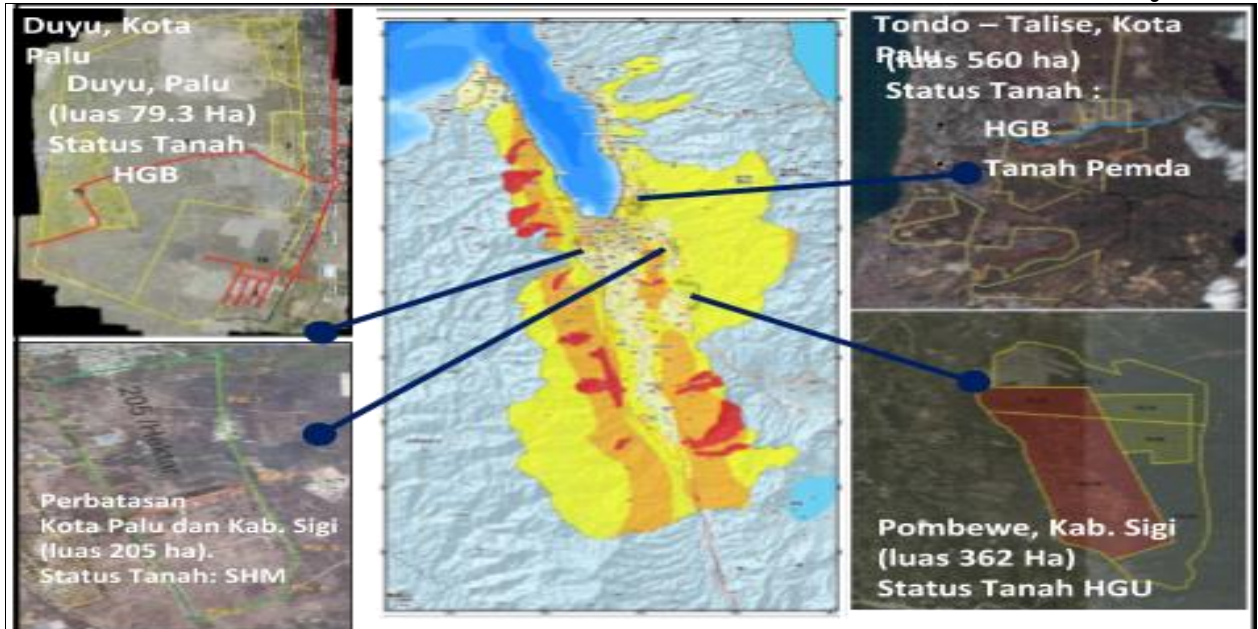 Duyu, Kota
Palu
Duyu, Palu
(luas 79.3 Ha)
Status Tanah
HGB
Tondo – Talise, Kota
Palu
(luas 560 ha)
Status Tanah :
HGB
Tanah Pemda
205 Hektar
Perbatasan
Kota Palu dan Kab. Sigi
(luas 205 ha).
Status Tanah: SHM
Pombewe, Kab. Sigi
(luas 362 Ha)
Status Tanah HGU